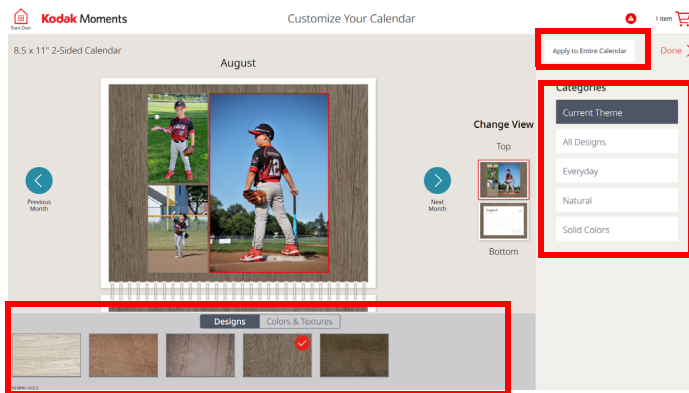 Kodak Moments
Customize Your Calendar
1 item
Start Over
8.5 x 11" 2-Sided Calendar
Apply to Entire Calendar
Done
August
Categories
Current Theme
All Designs
Everyday
Natural
Solid Colors
Change View
Top
Bottom
Previous
Month
Next
Month
Designs
Colors & Textures